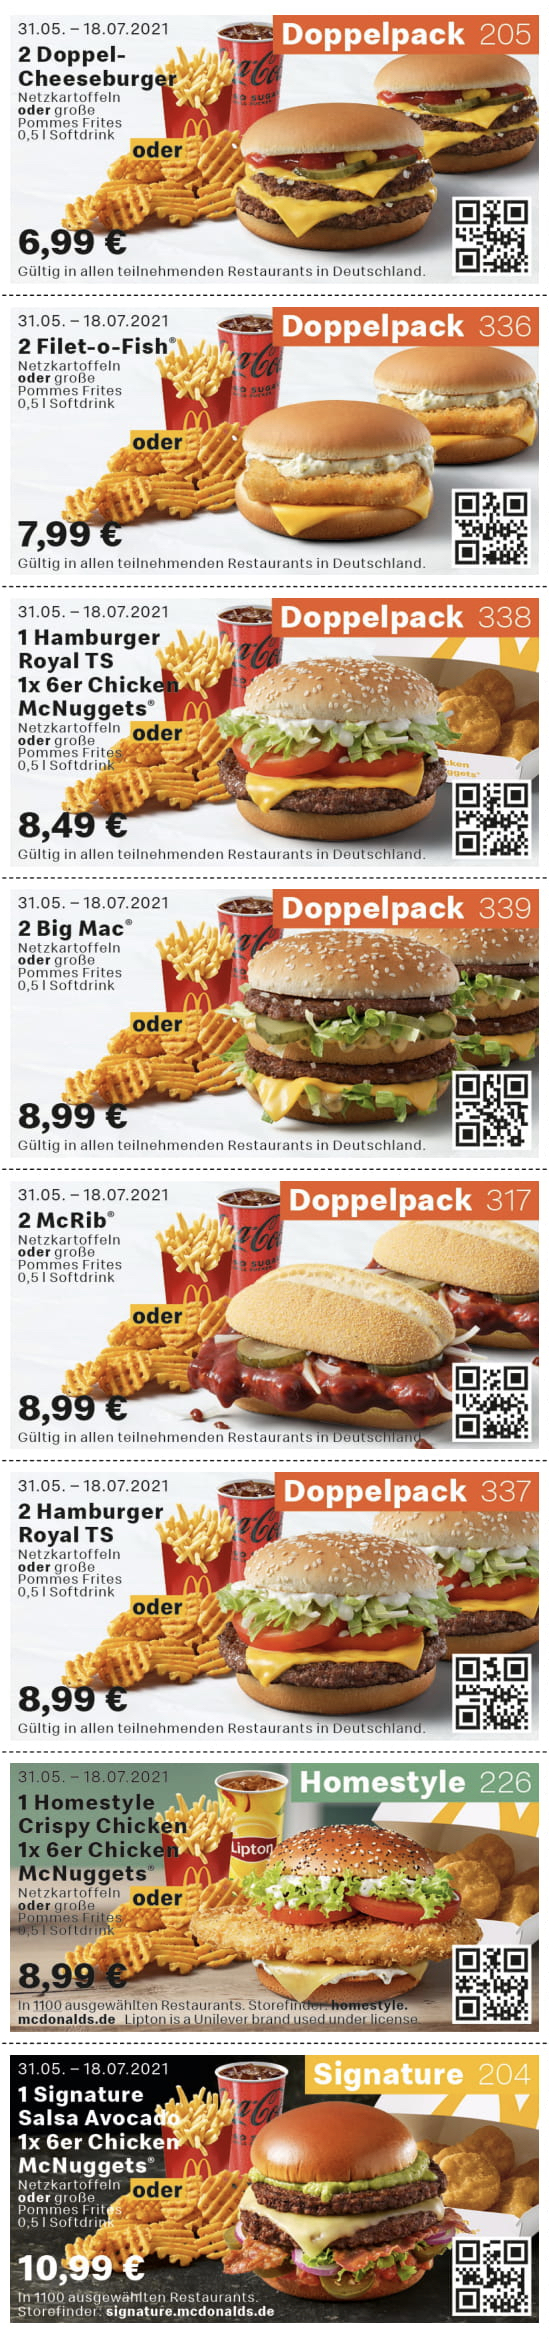 31.05. – 18.07.2021
Doppelpack 205
2 Doppel-
Cheeseburger
Netzkartoffeln
oder große
Pommes Frites
0,5 l Softdrink
oder
6,99 €
Gültig in allen teilnehmenden Restaurants in Deutschland.
31.05. – 18.07.2021
Doppelpack 336
2 Filet-o-Fish®
Netzkartoffeln
oder große
Pommes Frites
0,5 l Softdrink
oder
7,99 €
Gültig in allen teilnehmenden Restaurants in Deutschland.
31.05. – 18.07.2021
Doppelpack 338
1 Hamburger
Royal TS
1x 6er Chicken
McNuggets®
Netzkartoffeln
oder große
Pommes Frites
0,5 l Softdrink
oder
8,49 €
Gültig in allen teilnehmenden Restaurants in Deutschland.
31.05. – 18.07.2021
Doppelpack 339
2 Big Mac®
Netzkartoffeln
oder große
Pommes Frites
0,5 l Softdrink
oder
8,99 €
Gültig in allen teilnehmenden Restaurants in Deutschland.
31.05. – 18.07.2021
Doppelpack 317
2 McRib®
Netzkartoffeln
oder große
Pommes Frites
0,5 l Softdrink
oder
8,99 €
Gültig in allen teilnehmenden Restaurants in Deutschland.
31.05. – 18.07.2021
Doppelpack 337
2 Hamburger
Royal TS
Netzkartoffeln
oder große
Pommes Frites
0,5 l Softdrink
oder
8,99 €
Gültig in allen teilnehmenden Restaurants in Deutschland.
31.05. – 18.07.2021
Homestyle 226
1 Homestyle
Crispy Chicken
1x 6er Chicken
McNuggets®
Lipton
Netzkartoffeln
oder große
Pommes Frites
0,5 l Softdrink
oder
8,99 €
In 1100 ausgewählten Restaurants. Storefinder: homestyle.
mcdonalds.de Lipton is a Unilever brand used under license.
31.05. – 18.07.2021
Signature 204
1 Signature
Salsa Avocado
1x 6er Chicken
McNuggets®
Netzkartoffeln
oder große
Pommes Frites
0,5 l Softdrink
oder
10,99 €
In 1100 ausgewählten Restaurants.
Storefinder: signature.mcdonalds.de